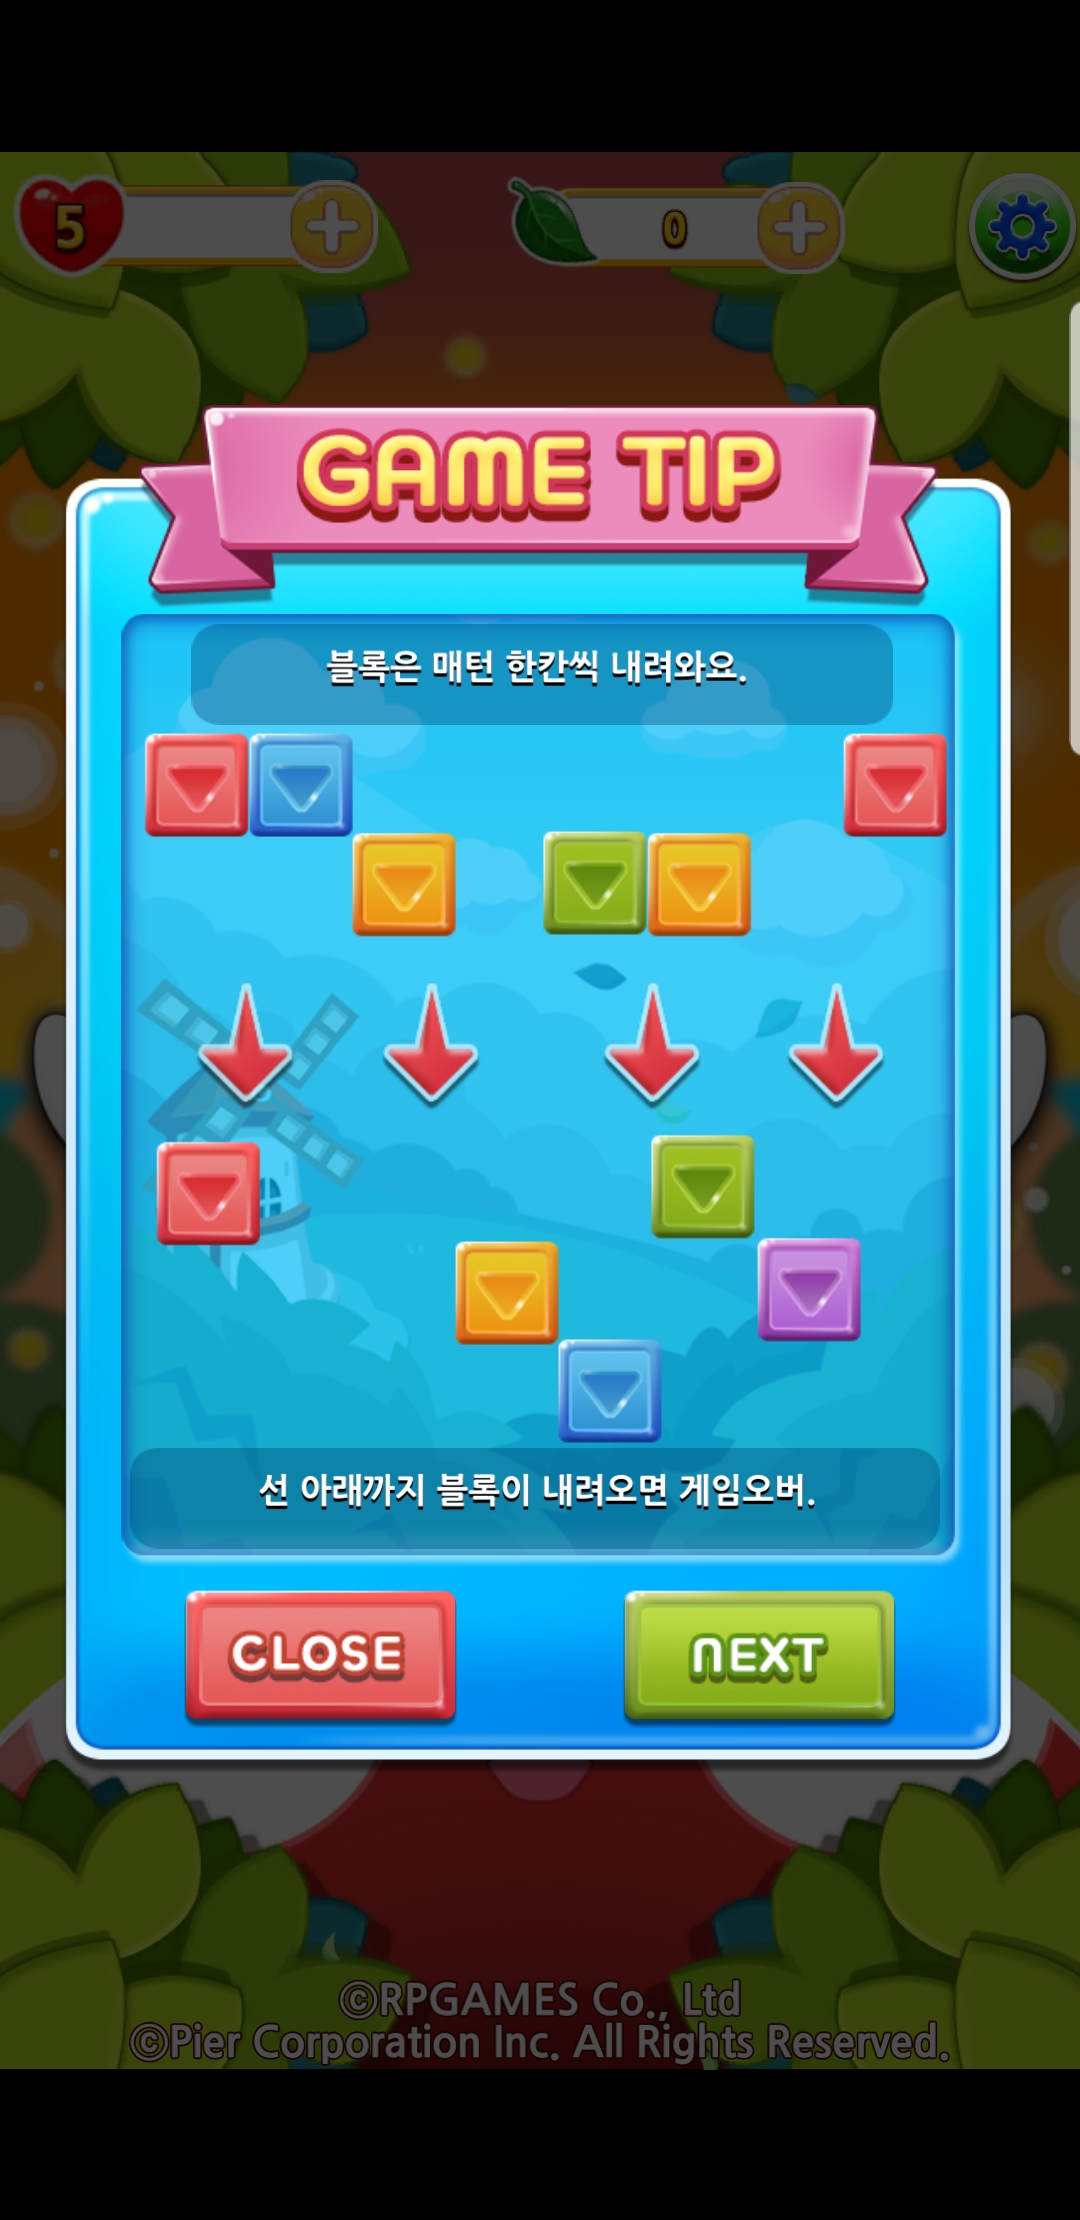 5
0
GAME TIP
블록은 매턴 한칸씩 내려와요.
선 아래까지 블록이 내려오면 게임오버.
CLOSE
NEXT
©RPGAMES Co., Ltd
©Pier Corporation Inc. All Rights Reserved.